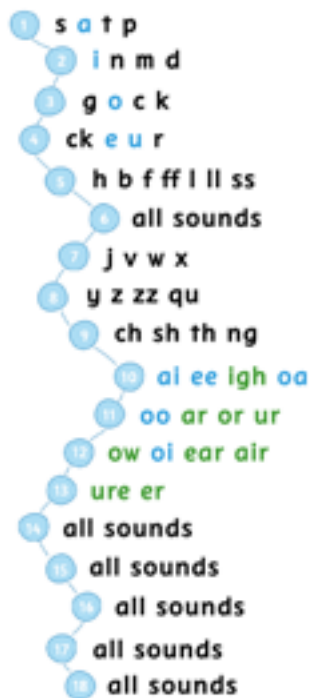 1 s a t p
2 i n m d
3 g o c k
4 ck e u r
5 h b f ff l ll ss
6 all sounds
7 j v w x
8 y z zz qu
9 ch sh th ng
10 ai ee igh oa
11 oo ar or ur
12 ow oi ear air
13 ure er
14 all sounds
15 all sounds
16 all sounds
17 all sounds
18 all sounds